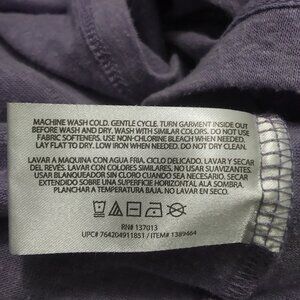 MACHINE WASH COLD. GENTLE CYCLE. TURN GARMENT INSIDE OUT
BEFORE WASH AND DRY. WASH WITH SIMILAR COLORS. DO NOT USE
FABRIC SOFTENERS. USE NON-CHLORINE BLEACH WHEN NEEDED.
LAY FLAT TO DRY. LOW IRON WHEN NEEDED. DO NOT DRY CLEAN.
LAVAR A MAQUINA CON AGUA FRIA. CICLO DELICADO. LAVAR Y SECAR
DEL REVÉS. LAVAR CON COLORES SIMILARES. NO USAR SUAVIZANTES.
USAR BLANQUEADOR SIN CLORO CUANDO SEA NECESARIO. SECAR
EXTENDIDO SOBRE UNA SUPERFICIE HORIZONTAL ALA SOMBRA.
PLANCHAR A TEMPERATURA BAJA. NO LAVAR EN SECO.
RN# 137013
UPC# 764204911851 / ITEM# 1389464